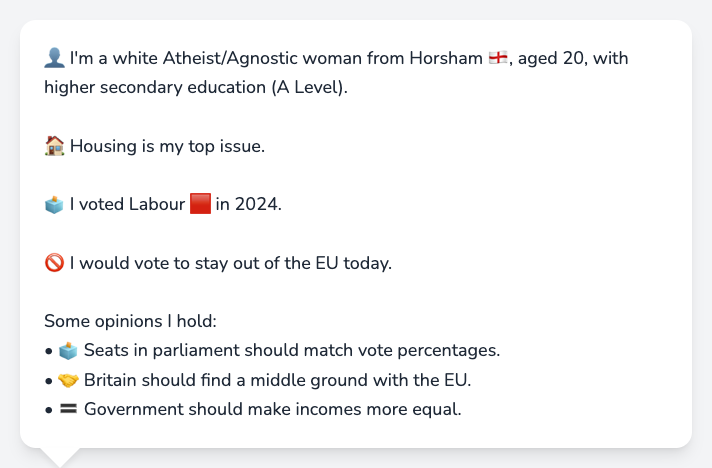 👤 I'm a white Atheist/Agnostic woman from Horsham 🏴󠁧󠁢󠁥󠁮󠁧󠁿, aged 20, with
higher secondary education (A Level).
🏠 Housing is my top issue.
🗳️ I voted Labour 🟥 in 2024.
🚫 I would vote to stay out of the EU today.
Some opinions I hold:
• 🗳️ Seats in parliament should match vote percentages.
• 🤝 Britain should find a middle ground with the EU.
• 🟰 Government should make incomes more equal.